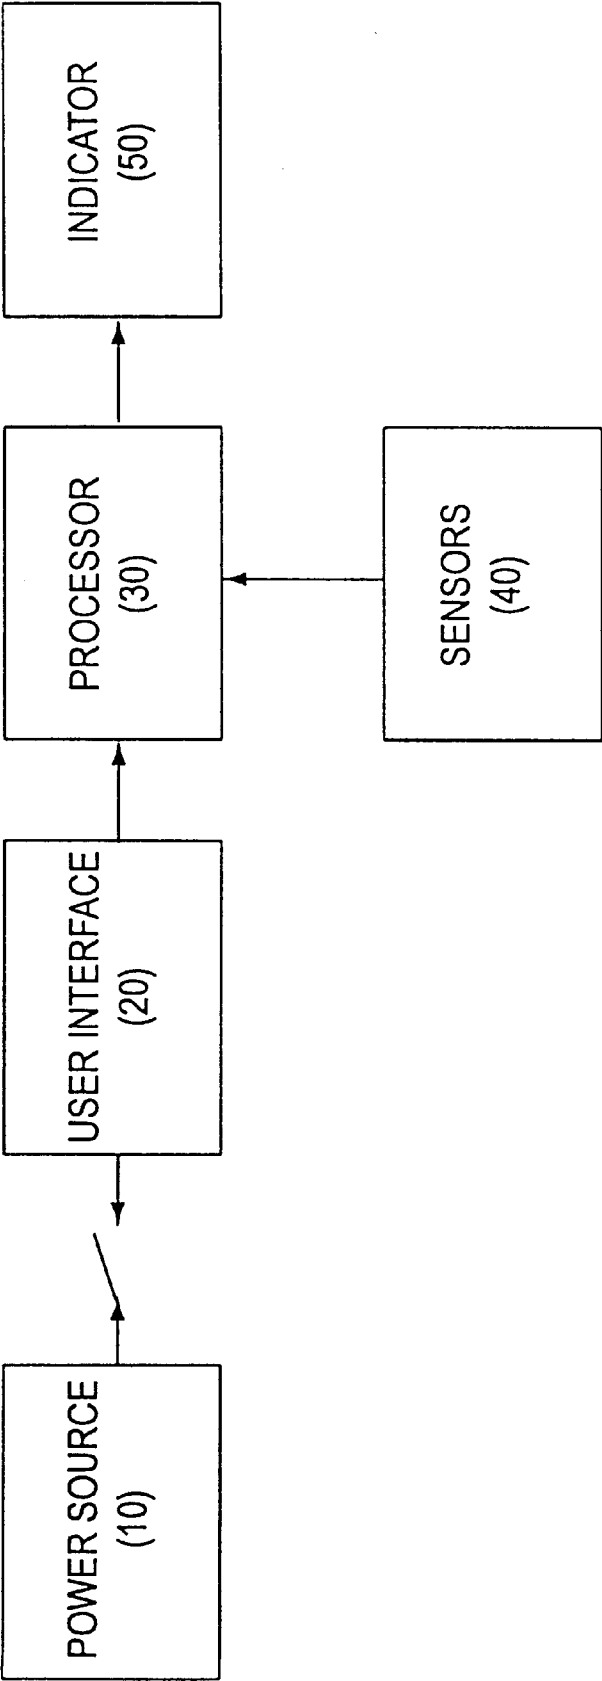 POWER SOURCE
(10)
USER INTERFACE
(20)
PROCESSOR
(30)
INDICATOR
(50)
SENSORS
(40)